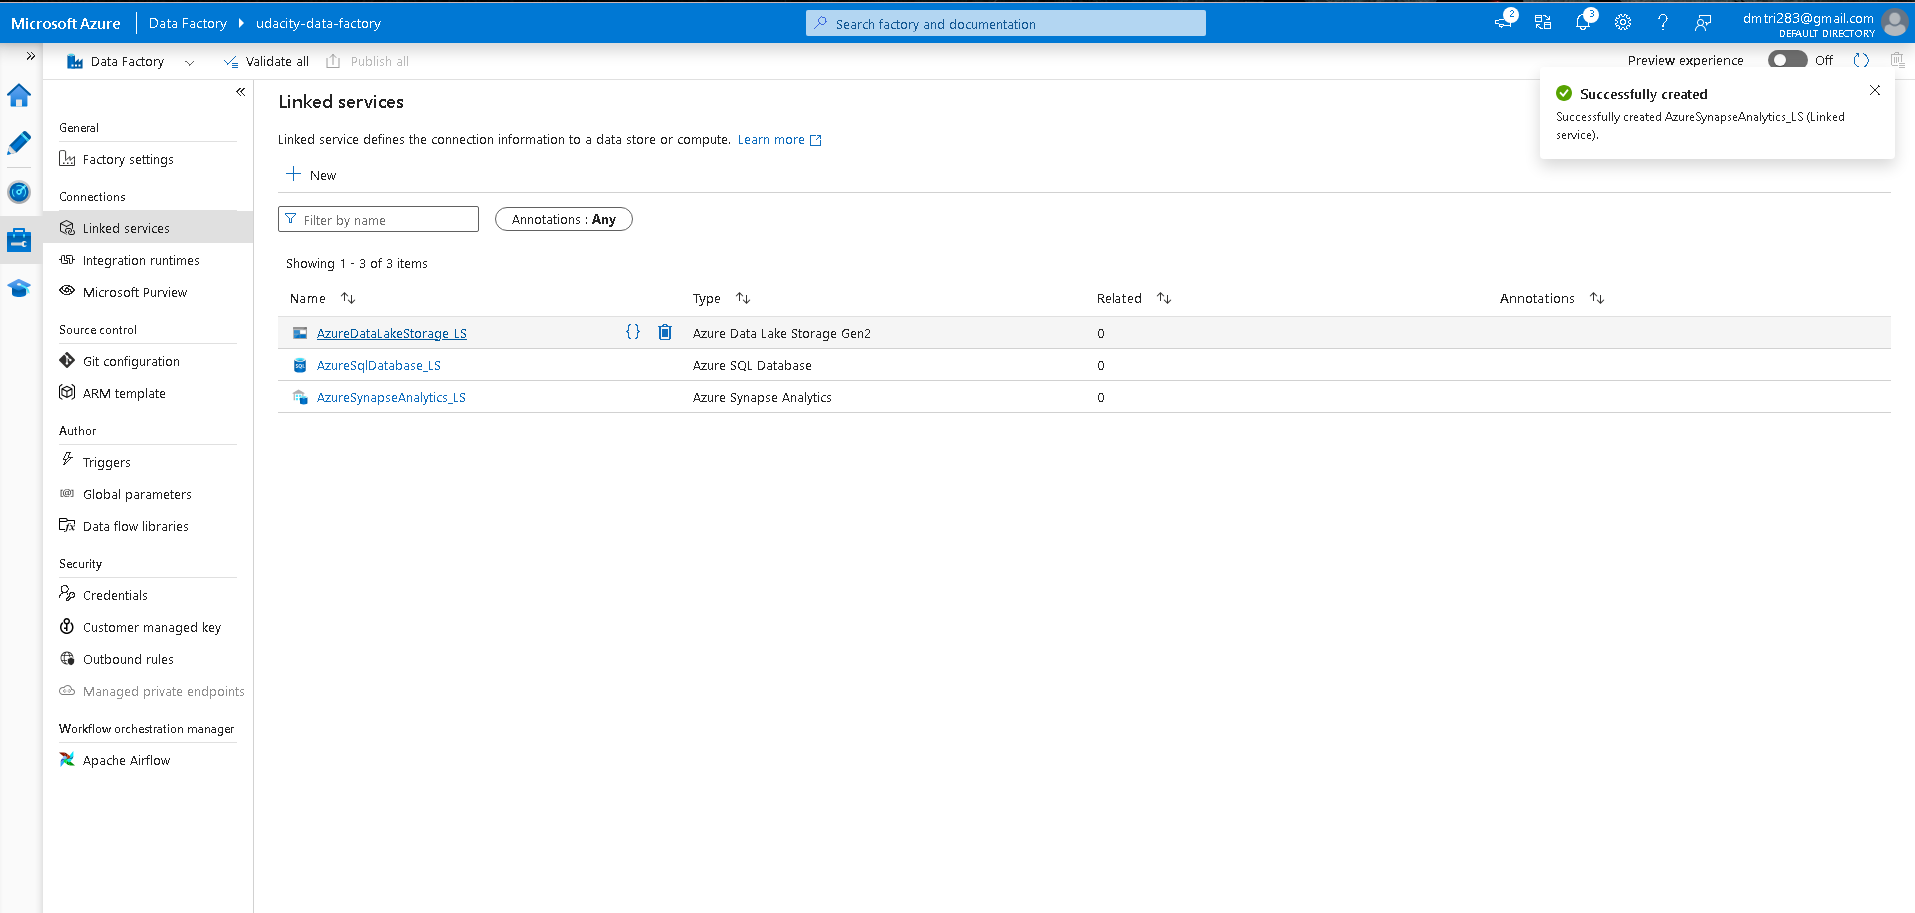 Microsoft Azure Data Factory udacity-data-factory Search factory and documentation 2 3 dmtri283@gmail.com
DEFAULT DIRECTORY
Data Factory Validate all Publish all Preview experience Off
Successfully created
Successfully created AzureSynapseAnalytics_LS (Linked
service).
General
Factory settings
Connections
Linked services
Integration runtimes
Microsoft Purview
Source control
Git configuration
ARM template
Author
Triggers
Global parameters
Data flow libraries
Security
Credentials
Customer managed key
Outbound rules
Managed private endpoints
Workflow orchestration manager
Apache Airflow
Linked services
Linked service defines the connection information to a data store or compute. Learn more
New
Filter by name Annotations : Any
Showing 1 - 3 of 3 items
Name Type Related Annotations
AzureDataLakeStorage_LS {} Azure Data Lake Storage Gen2 0
AzureSqlDatabase_LS Azure SQL Database 0
AzureSynapseAnalytics_LS Azure Synapse Analytics 0